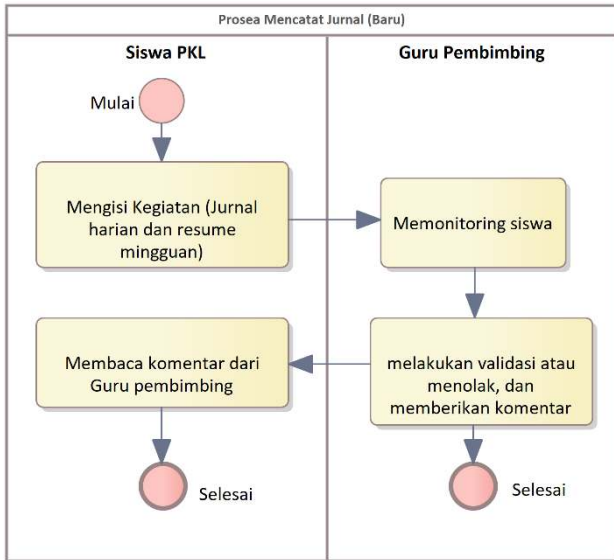 Prosea Mencatat Jurnal (Baru)
Siswa PKL
Guru Pembimbing
Mulai
Mengisi Kegiatan (Jurnal
harian dan resume
mingguan)
Memonitoring siswa
Membaca komentar dari
Guru pembimbing
melakukan validasi atau
menolak, dan
memberikan komentar
Selesai
Selesai